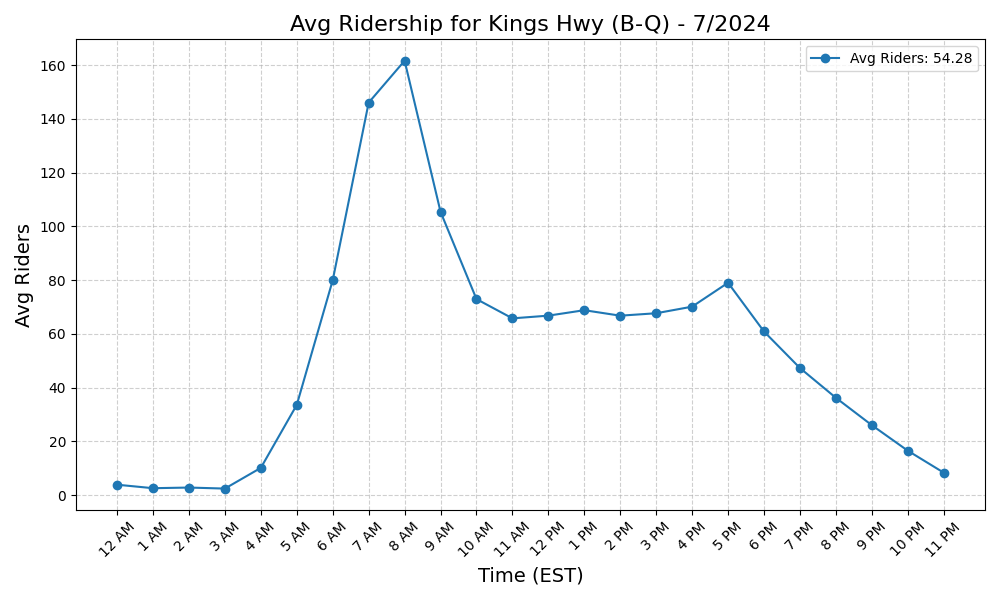 Avg Ridership for Kings Hwy (B-Q) - 7/2024
Avg Riders: 54.28
Avg Riders
160
140
120
100
80
60
40
20
0
12 AM
1 AM
2 AM
3 AM
4 AM
5 AM
6 AM
7 AM
8 AM
9 AM
10 AM
11 AM
12 PM
1 PM
2 PM
3 PM
4 PM
5 PM
6 PM
7 PM
8 PM
9 PM
10 PM
11 PM
Time (EST)